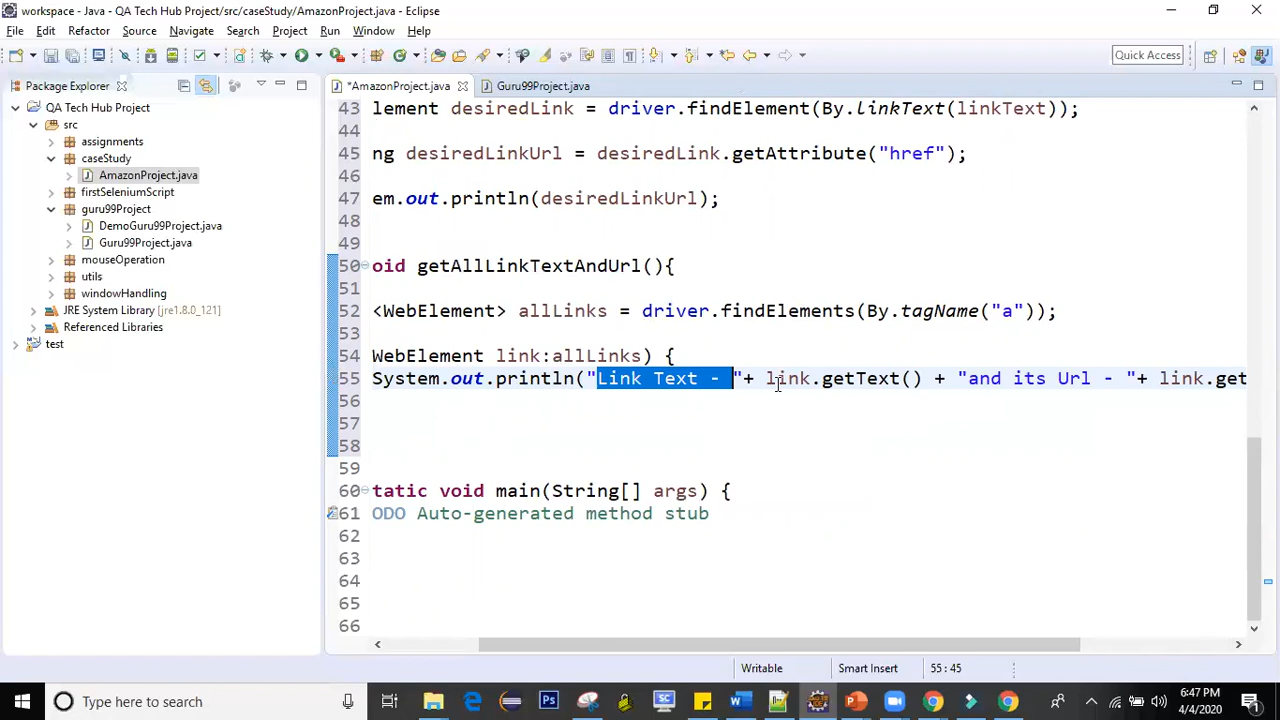 workspace - Java - QA Tech Hub Project/src/caseStudy/AmazonProject.java - Eclipse
File Edit Refactor Source Navigate Search Project Run Window Help
Quick Access
Package Explorer
*AmazonProject.java
Guru99Project.java
QA Tech Hub Project
src
assignments
caseStudy
AmazonProject.java
firstSeleniumScript
guru99Project
DemoGuru99Project.java
Guru99Project.java
mouseOperation
utils
windowHandling
JRE System Library [jre1.8.0_121]
Referenced Libraries
test
43 lement desiredLink = driver.findElement(By.linkText(linkText));
44
45 ng desiredLinkUrl = desiredLink.getAttribute("href");
46
47 em.out.println(desiredLinkUrl);
48
49
50 oid getAllLinkTextAndUrl(){
51
52 <WebElement> allLinks = driver.findElements(By.tagName("a"));
53
54 WebElement link:allLinks) {
55 System.out.println("Link Text - "+ link.getText() + "and its Url - "+ link.get
56
57
58
59
60 tatic void main(String[] args) {
61 ODO Auto-generated method stub
62
63
64
65
66
Writable
Smart Insert
55 : 45
Type here to search
6:47 PM
4/4/2020